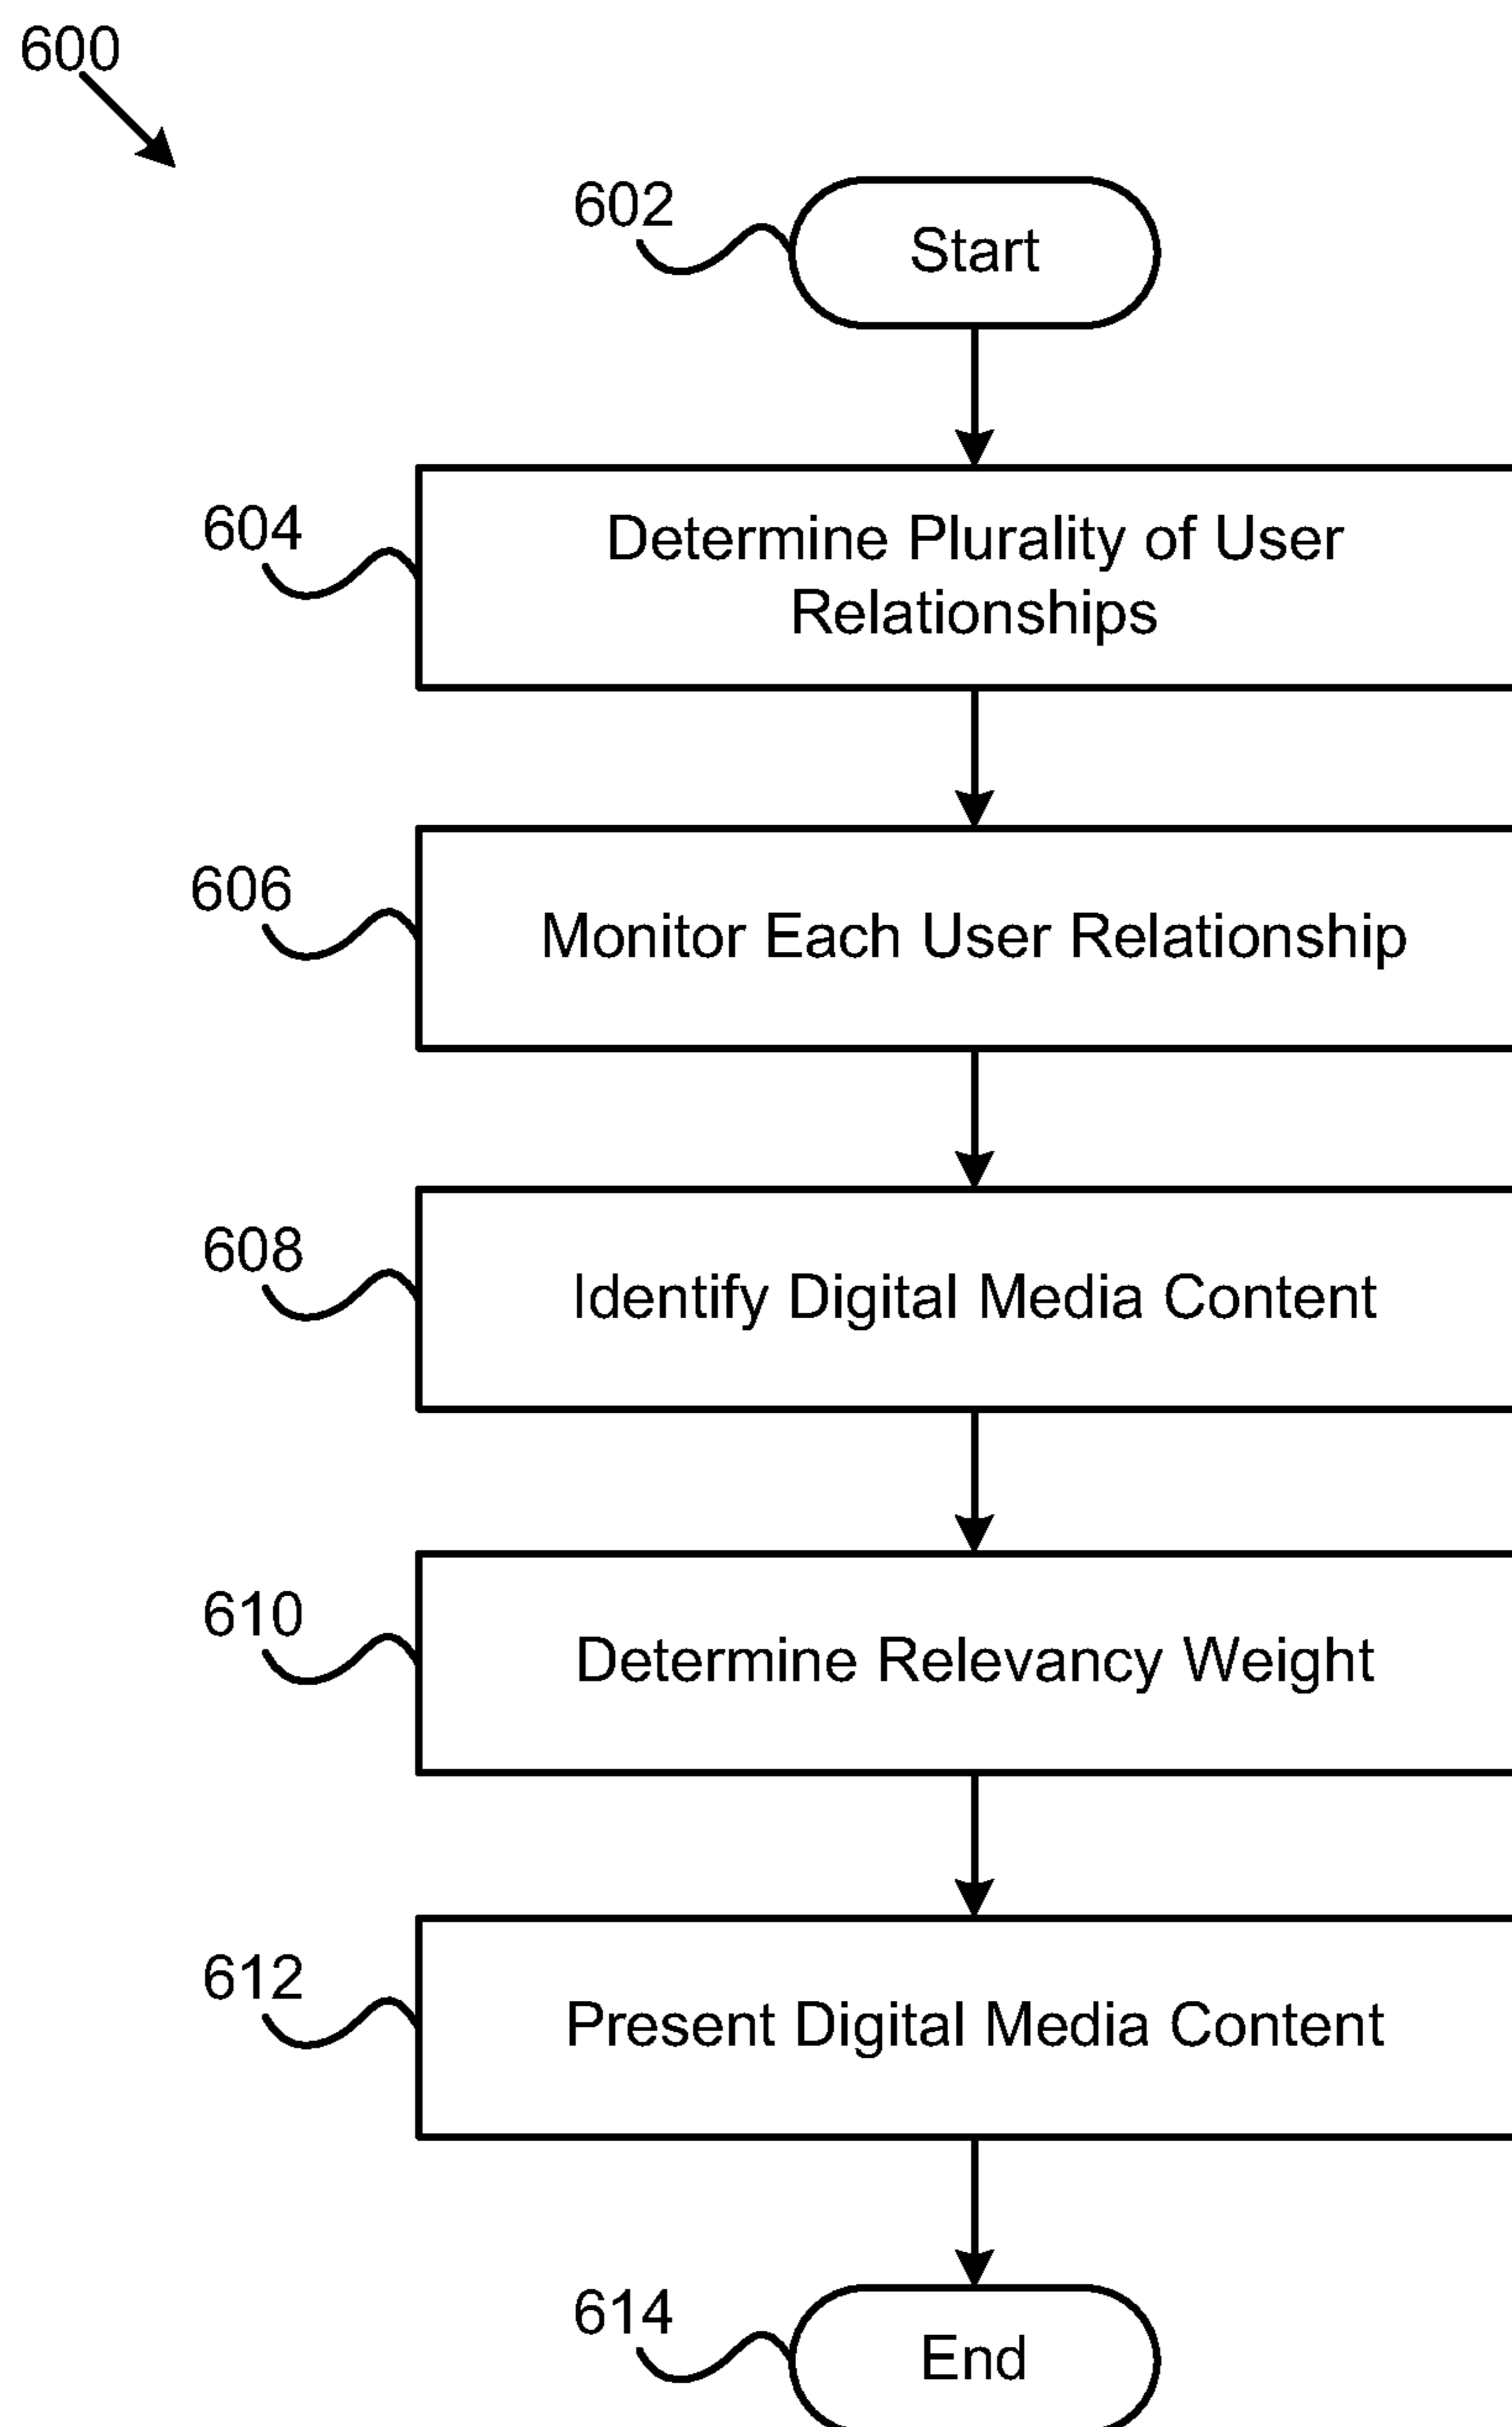 600
602
Start
604
Determine Plurality of User
Relationships
606
Monitor Each User Relationship
608
Identify Digital Media Content
610
Determine Relevancy Weight
612
Present Digital Media Content
614
End